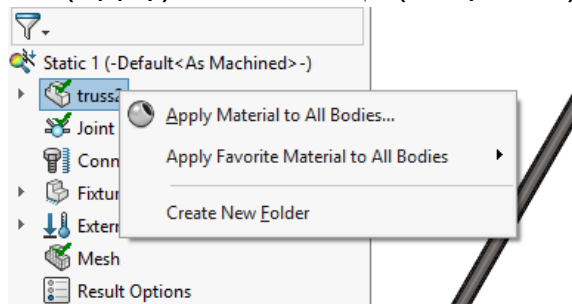 Static 1 (-Default<As Machined>-)
truss2
Apply Material to All Bodies...
Joint
Apply Favorite Material to All Bodies
Conn
Fixtur
Create New Folder
Extern
Mesh
Result Options